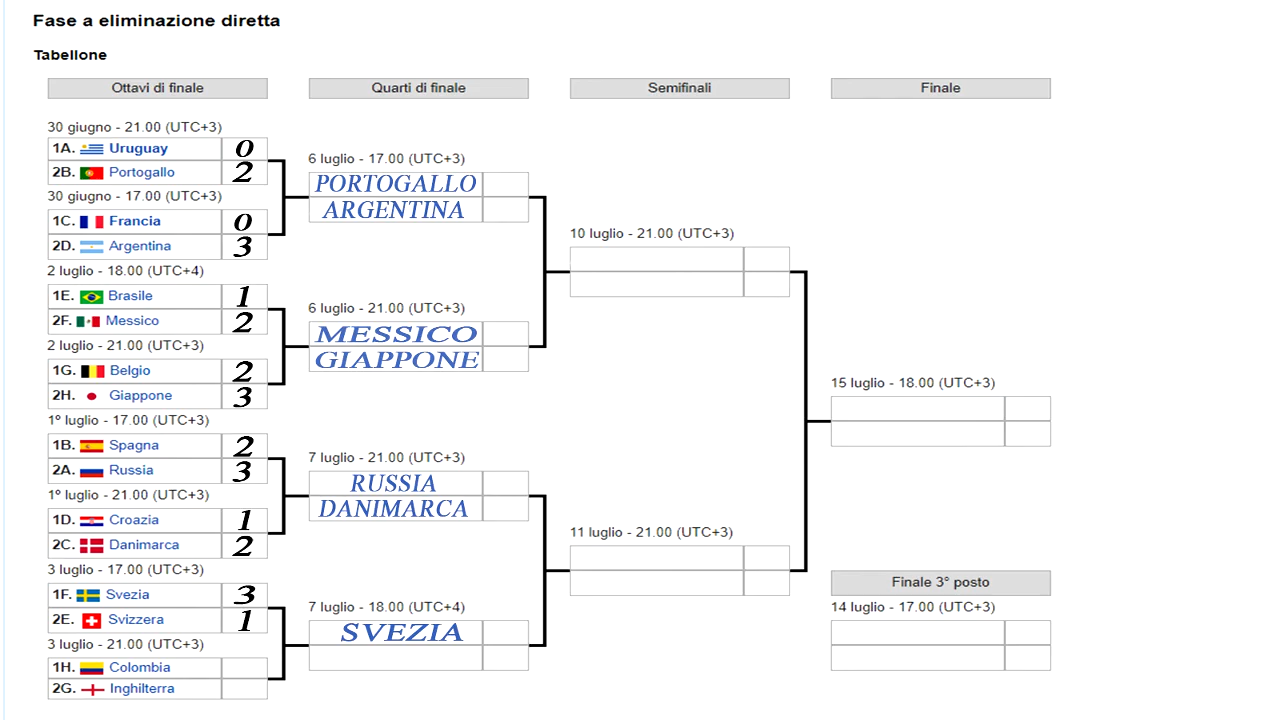 Fase a eliminazione diretta
Tabellone
Ottavi di finale
Quarti di finale
Semifinali
Finale
30 giugno - 21.00 (UTC+3)
1A. Uruguay 0
2B. Portogallo 2
30 giugno - 17.00 (UTC+3)
1C. Francia 0
2D. Argentina 3
2 luglio - 18.00 (UTC+4)
1E. Brasile 1
2F. Messico 2
2 luglio - 21.00 (UTC+3)
1G. Belgio 2
2H. Giappone 3
1º luglio - 17.00 (UTC+3)
1B. Spagna 2
2A. Russia 3
1º luglio - 21.00 (UTC+3)
1D. Croazia 1
2C. Danimarca 2
3 luglio - 17.00 (UTC+3)
1F. Svezia 3
2E. Svizzera 1
3 luglio - 21.00 (UTC+3)
1H. Colombia
2G. Inghilterra
6 luglio - 17.00 (UTC+3)
PORTOGALLO
ARGENTINA
6 luglio - 21.00 (UTC+3)
MESSICO
GIAPPONE
7 luglio - 21.00 (UTC+3)
RUSSIA
DANIMARCA
7 luglio - 18.00 (UTC+4)
SVEZIA
10 luglio - 21.00 (UTC+3)
11 luglio - 21.00 (UTC+3)
15 luglio - 18.00 (UTC+3)
Finale 3° posto
14 luglio - 17.00 (UTC+3)